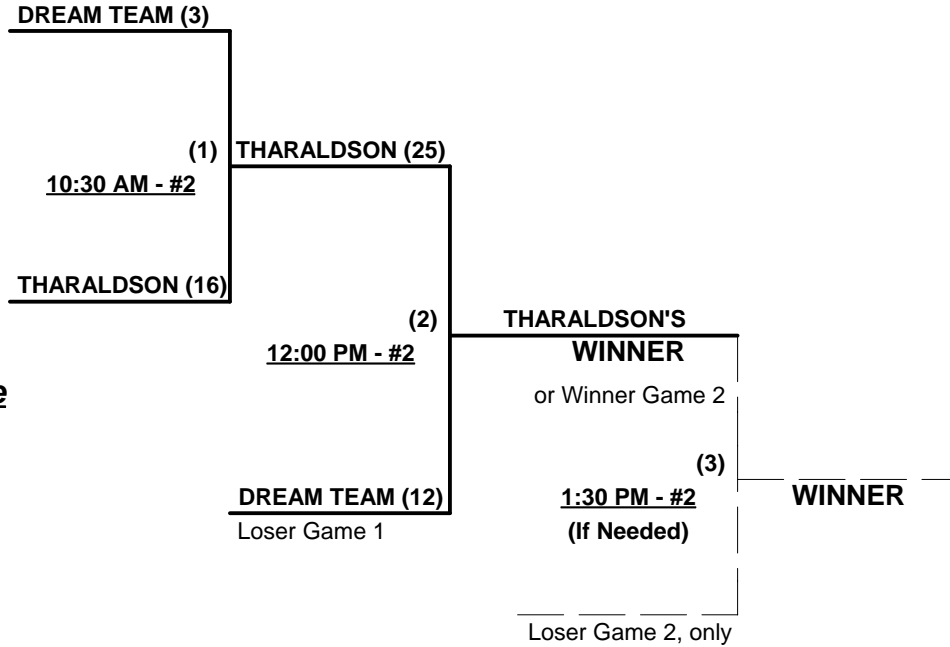 DREAM TEAM (3)
(1)
THARALDSON (25)
10:30 AM - #2
THARALDSON (16)
(2)
THARALDSON'S
12:00 PM - #2
WINNER
or Winner Game 2
(3)
DREAM TEAM (12)
1:30 PM - #2
WINNER
Loser Game 1
(If Needed)
Loser Game 2, only